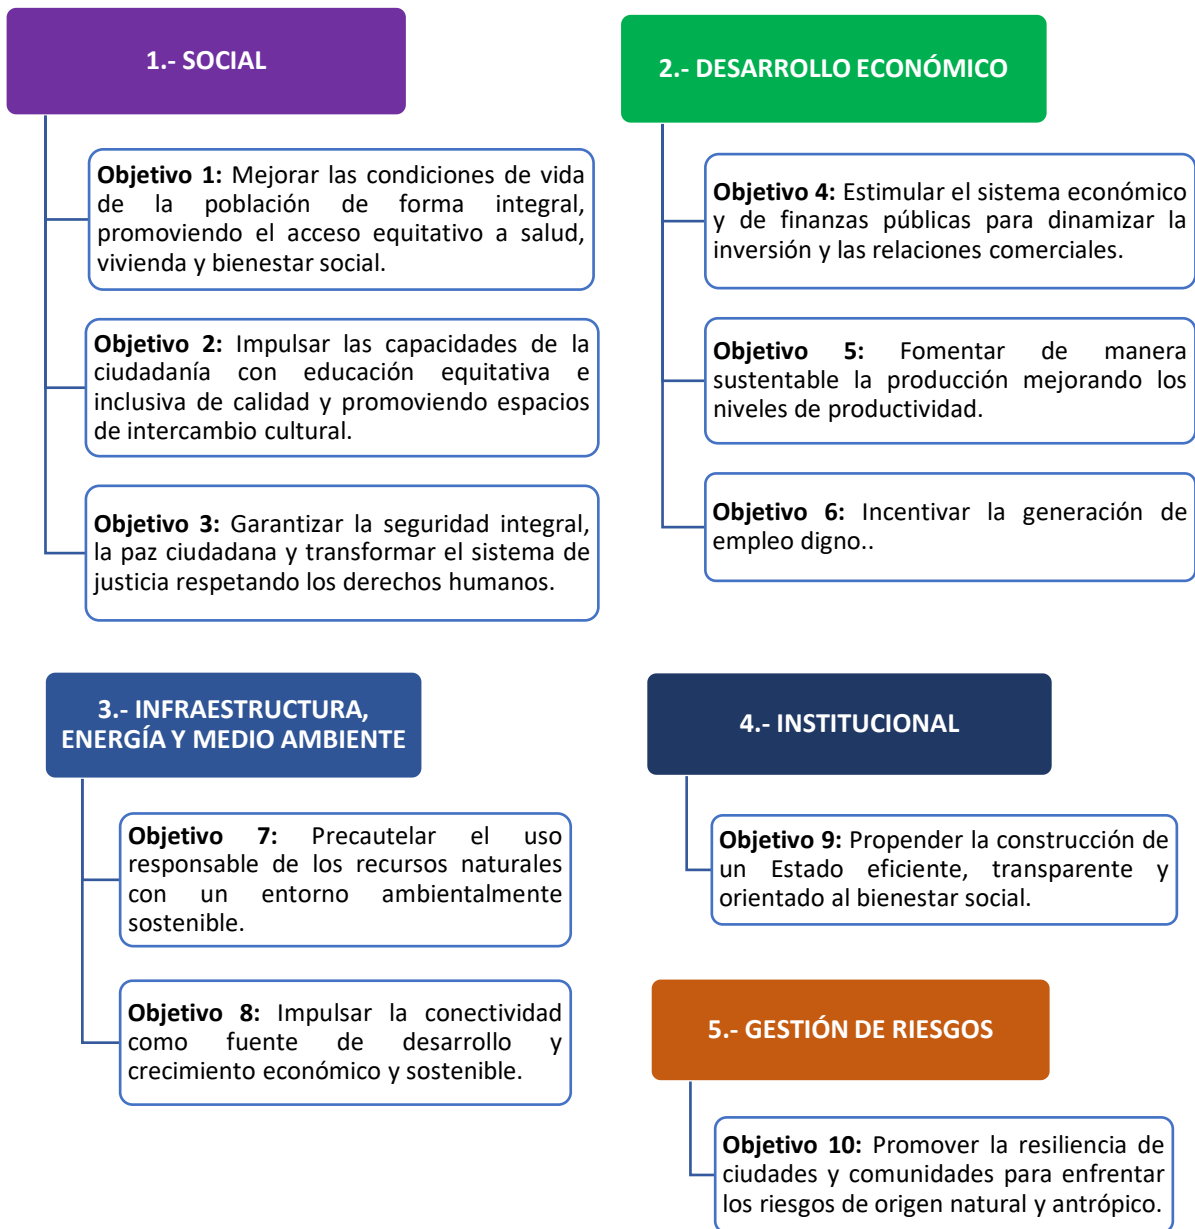 1.- SOCIAL
Objetivo 1: Mejorar las condiciones de vida
de la población de forma integral,
promoviendo el acceso equitativo a salud,
vivienda y bienestar social.
Objetivo 2: Impulsar las capacidades de la
ciudadanía con educación equitativa e
inclusiva de calidad y promoviendo espacios
de intercambio cultural.
Objetivo 3: Garantizar la seguridad integral,
la paz ciudadana y transformar el sistema de
justicia respetando los derechos humanos.
2.- DESARROLLO ECONÓMICO
Objetivo 4: Estimular el sistema económico
y de finanzas públicas para dinamizar la
inversión y las relaciones comerciales.
Objetivo 5: Fomentar de manera
sustentable la producción mejorando los
niveles de productividad.
Objetivo 6: Incentivar la generación de
empleo digno..
3.- INFRAESTRUCTURA,
ENERGÍA Y MEDIO AMBIENTE
Objetivo 7: Precautelar el uso
responsable de los recursos naturales
con un entorno ambientalmente
sostenible.
Objetivo 8: Impulsar la conectividad
como fuente de desarrollo y
crecimiento económico y sostenible.
4.- INSTITUCIONAL
Objetivo 9: Propender la construcción de
un Estado eficiente, transparente y
orientado al bienestar social.
5.- GESTIÓN DE RIESGOS
Objetivo 10: Promover la resiliencia de
ciudades y comunidades para enfrentar
los riesgos de origen natural y antrópico.